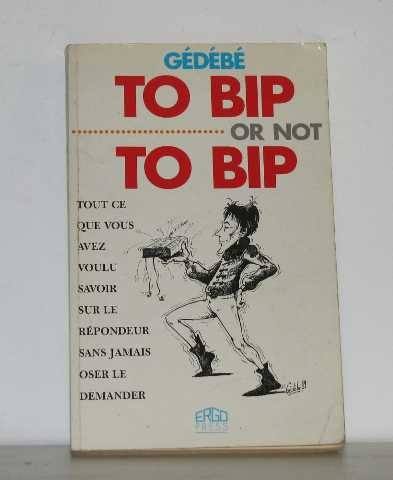 GÉDÉBÉ
TO BIP
OR NOT
TO BIP
TOUT CE
QUE VOUS
AVEZ
VOULU
SAVOIR
SUR LE
RÉPONDEUR
SANS JAMAIS
OSER LE
DEMANDER
ERGO
PRESS